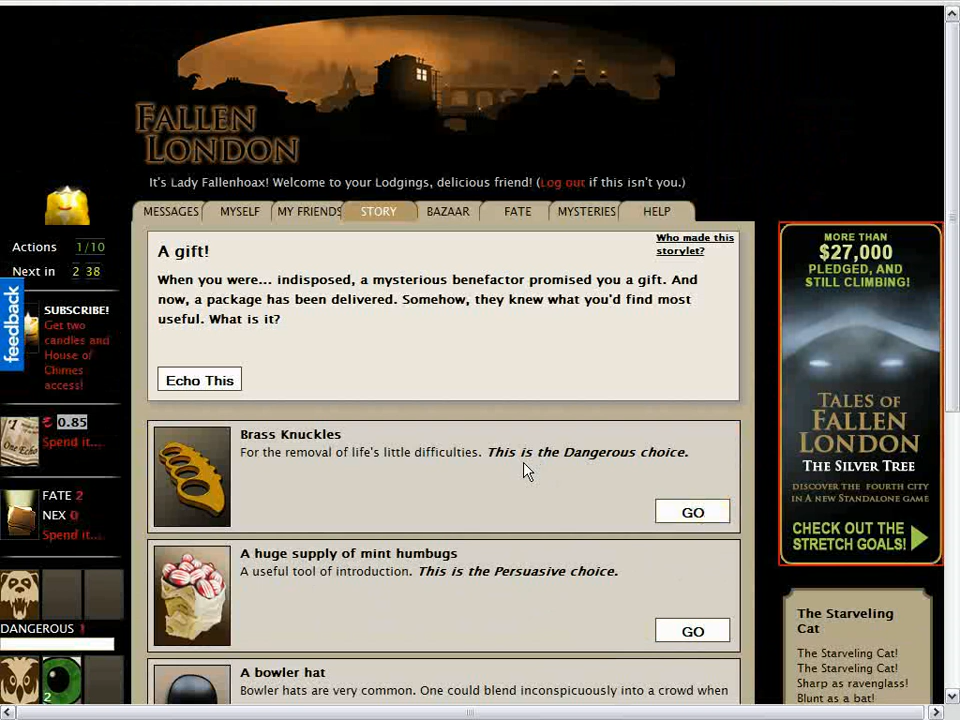 FALLEN
LONDON
It's Lady Fallenhoax! Welcome to your Lodgings, delicious friend! (Log out if this isn't you.)
MESSAGES
MYSELF
MY FRIENDS
STORY
BAZAAR
FATE
MYSTERIES
HELP
Actions 1/10
Next in 2 38
feedback
SUBSCRIBE!
Get two
candles and
House of
Chimes
access!
One Echo
0.85
Spend it...
FATE 2
NEX 0
Spend it...
DANGEROUS 1
2
A gift!
Who made this
storylet?
When you were... indisposed, a mysterious benefactor promised you a gift. And
now, a package has been delivered. Somehow, they knew what you'd find most
useful. What is it?
Echo This
Brass Knuckles
For the removal of life's little difficulties. This is the Dangerous choice.
GO
A huge supply of mint humbugs
A useful tool of introduction. This is the Persuasive choice.
GO
A bowler hat
Bowler hats are very common. One could blend inconspicuously into a crowd when
MORE THAN
$27,000
PLEDGED, AND
STILL CLIMBING!
TALES OF
FALLEN
LONDON
THE SILVER TREE
DISCOVER THE FOURTH CITY
IN A NEW STANDALONE GAME
CHECK OUT THE
STRETCH GOALS!
The Starveling
Cat
The Starveling Cat!
The Starveling Cat!
Sharp as ravenglass!
Blunt as a bat!